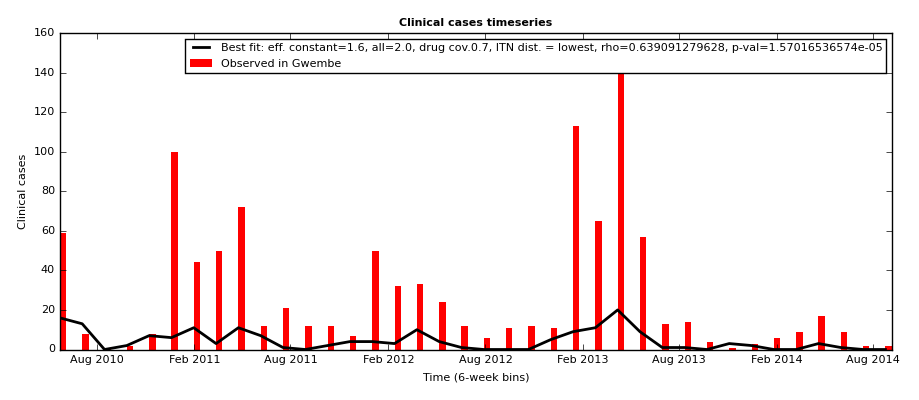 Clinical cases timeseries
Best fit: eff. constant=1.6, all=2.0, drug cov.0.7, ITN dist. = lowest, rho=0.639091279628, p-val=1.57016536574e-05
Observed in Gwembe
160
140
120
100
80
60
40
20
0
Clinical cases
Aug 2010 Feb 2011 Aug 2011 Feb 2012 Aug 2012 Feb 2013 Aug 2013 Feb 2014 Aug 2014
Time (6-week bins)